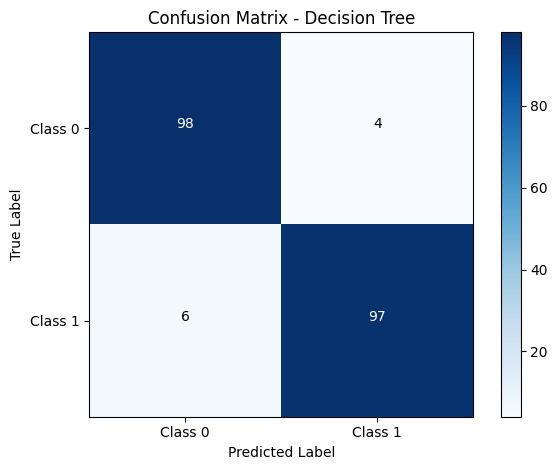 Confusion Matrix - Decision Tree
True Label
Class 0
98
4
Class 1
6
97
Class 0
Class 1
Predicted Label
80
60
40
20